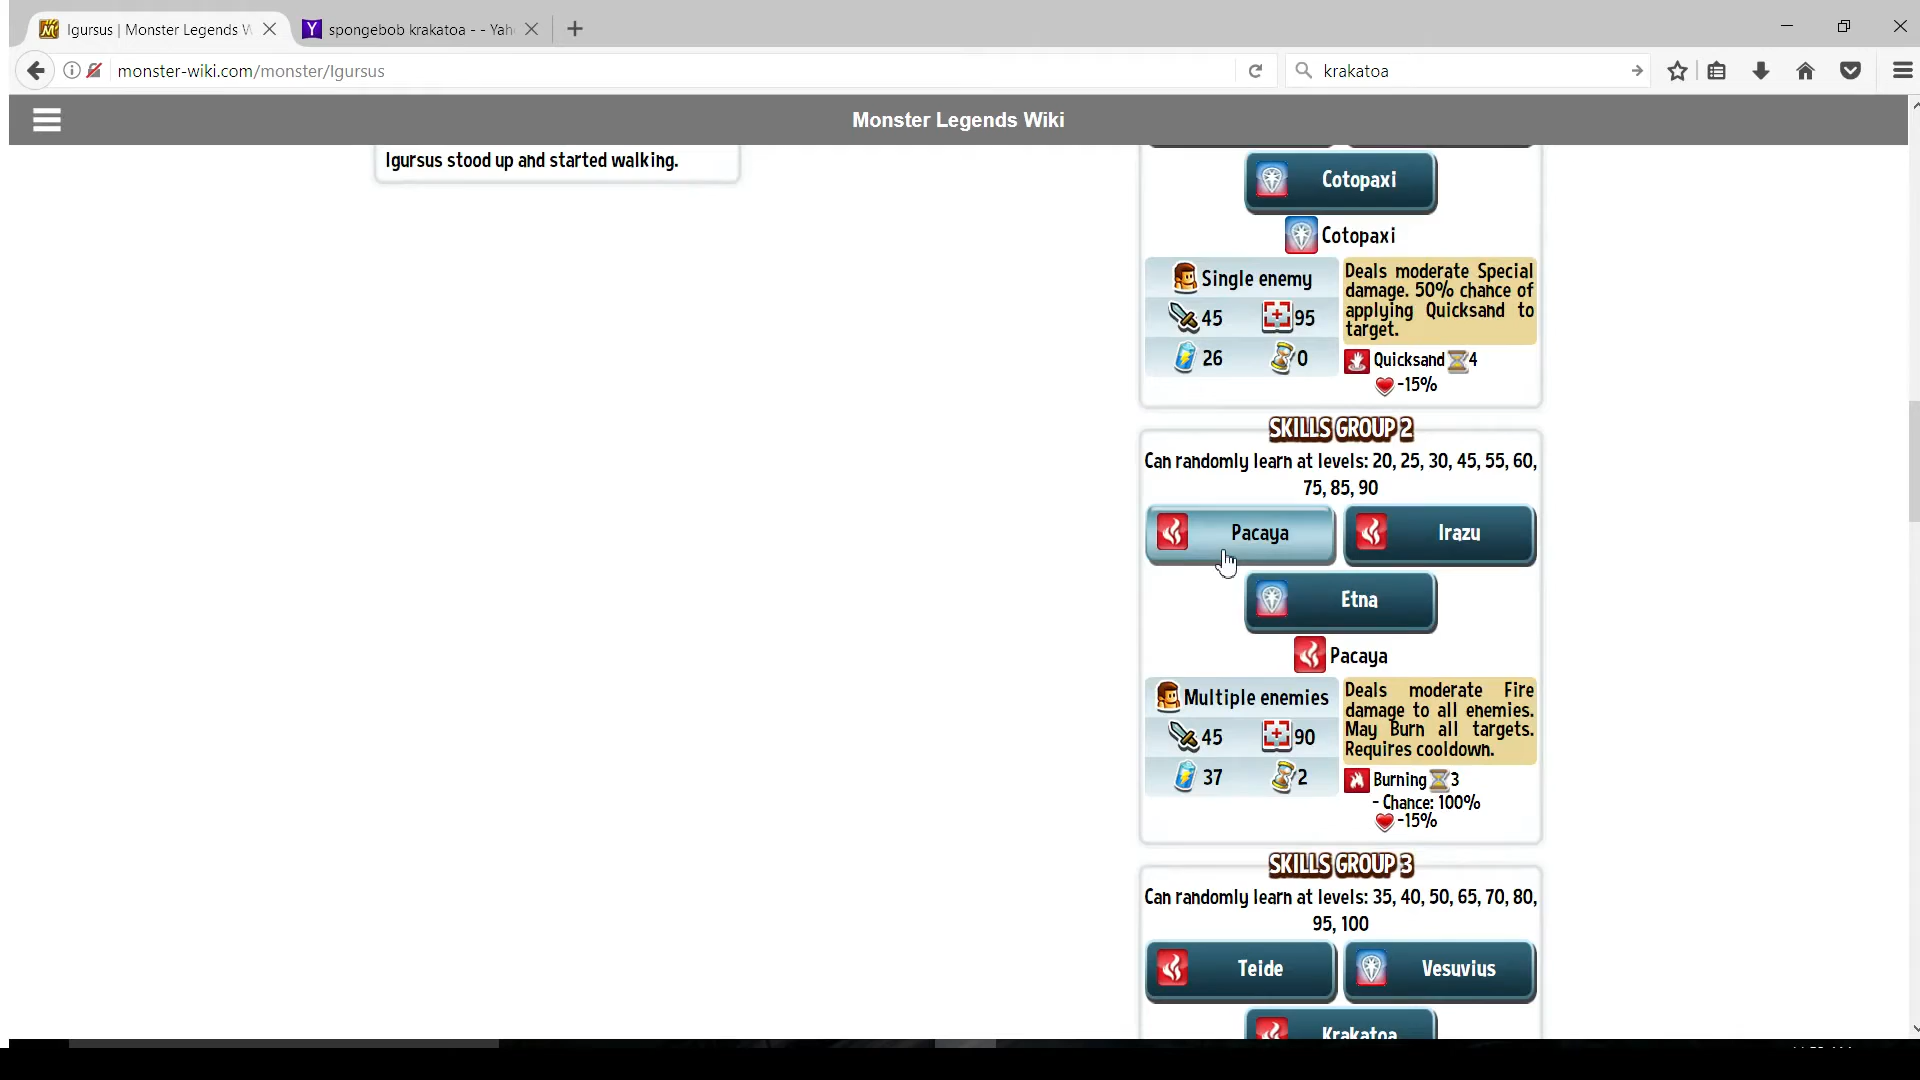 Igursus | Monster Legends W
spongebob krakatoa - - Yah
monster-wiki.com/monster/Igursus
krakatoa
Monster Legends Wiki
Igursus stood up and started walking.
Cotopaxi
Cotopaxi
Single enemy
45 95
26 0
Deals moderate Special
damage. 50% chance of
applying Quicksand to
target.
Quicksand 4
-15%
SKILLS GROUP 2
Can randomly learn at levels: 20, 25, 30, 45, 55, 60,
75, 85, 90
Pacaya Irazu
Etna
Pacaya
Multiple enemies
45 90
37 2
Deals moderate Fire
damage to all enemies.
May Burn all targets.
Requires cooldown.
Burning 3
- Chance: 100%
-15%
SKILLS GROUP 3
Can randomly learn at levels: 35, 40, 50, 65, 70, 80,
95, 100
Teide Vesuvius
Krakatoa